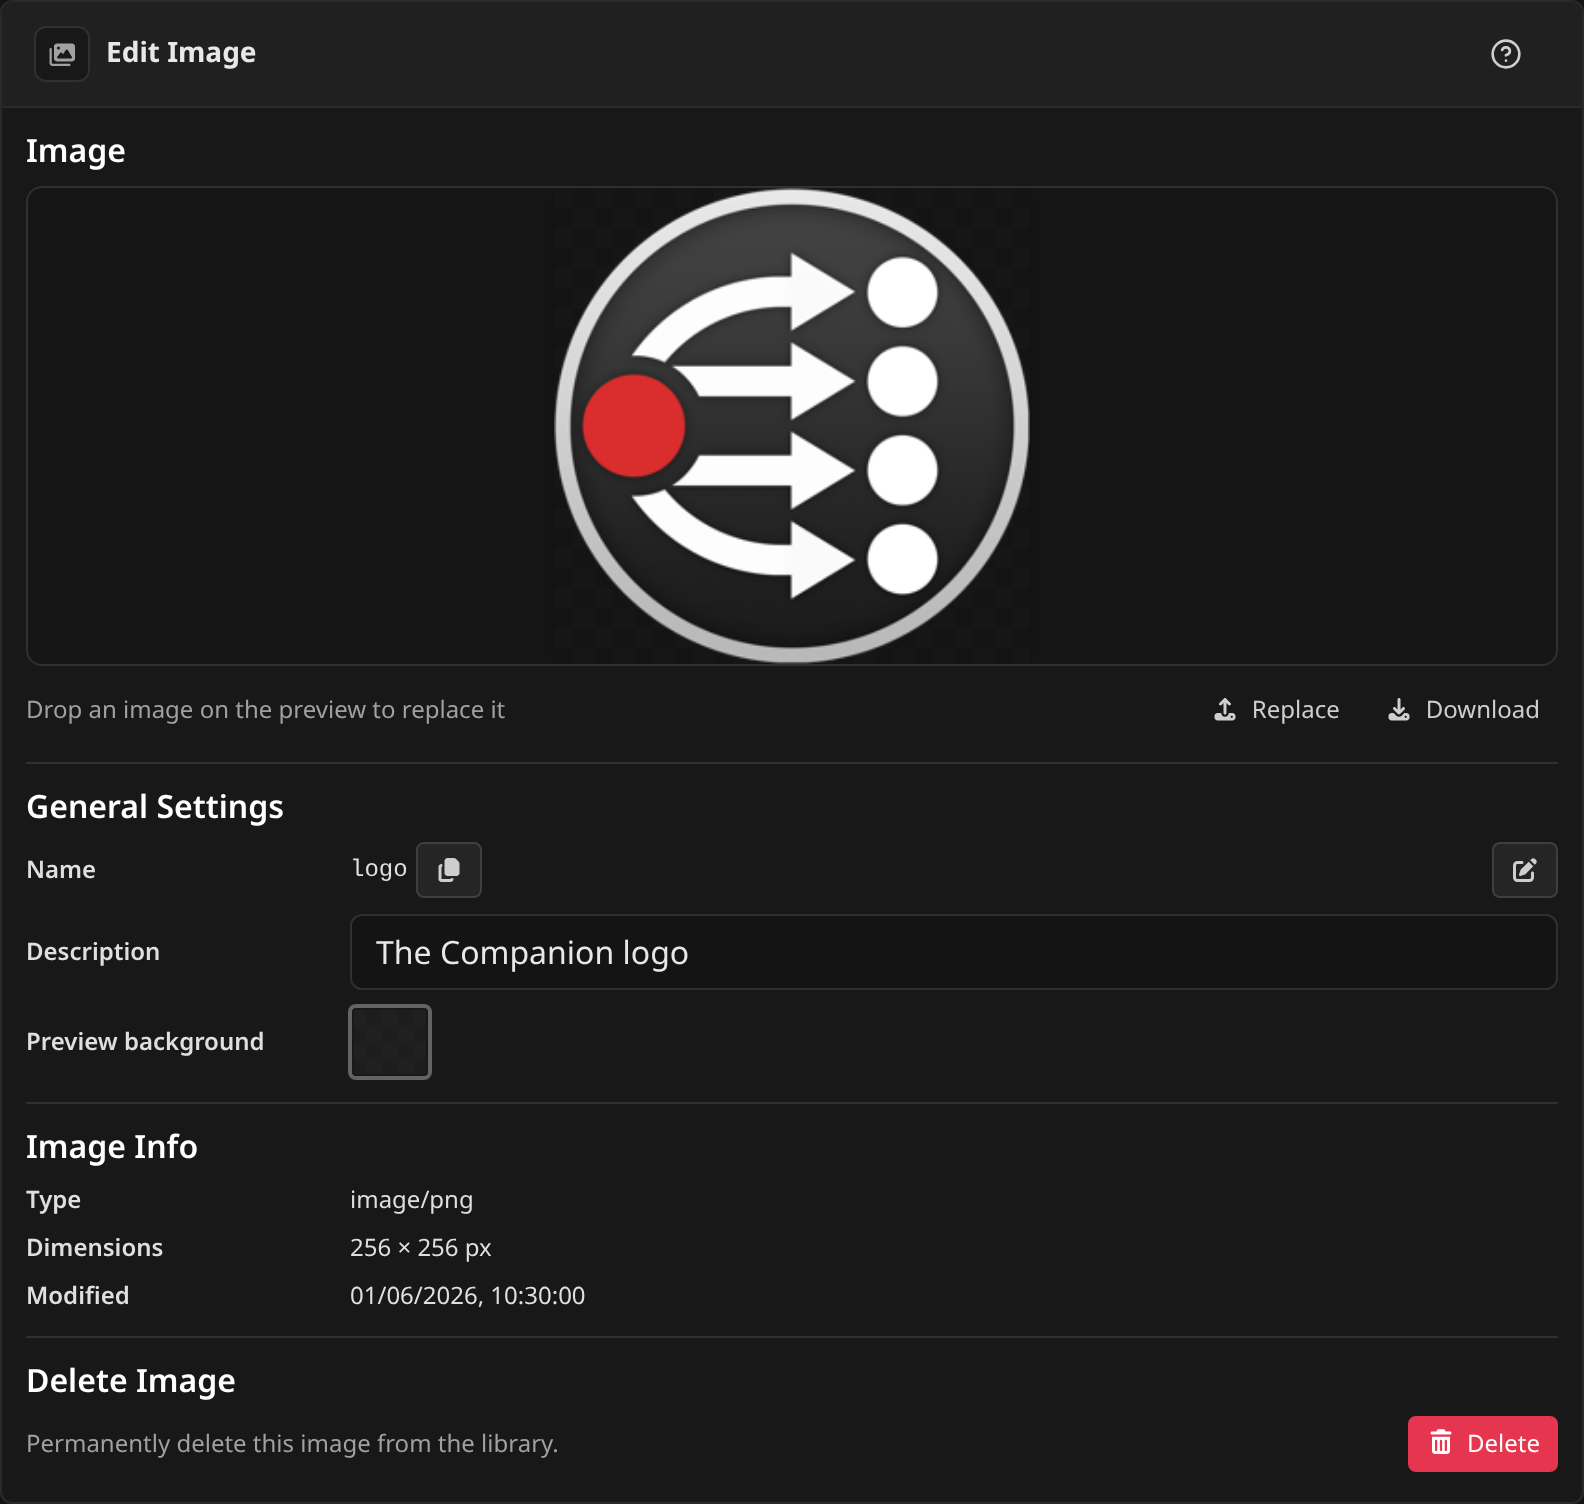 Edit Image
Image
Drop an image on the preview to replace it
Replace
Download
General Settings
Name
logo
Description
The Companion logo
Preview background
Image Info
Type
image/png
Dimensions
256 × 256 px
Modified
01/06/2026, 10:30:00
Delete Image
Permanently delete this image from the library.
Delete